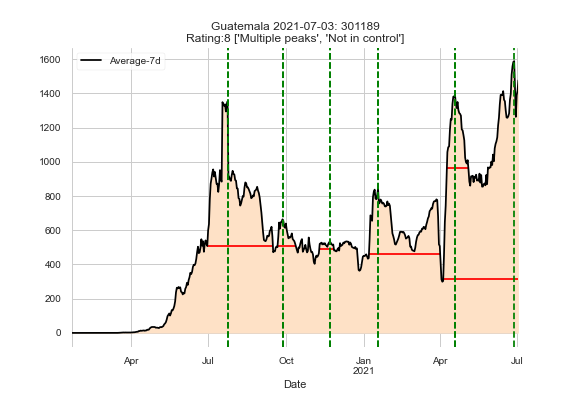 Guatemala 2021-07-03: 301189
Rating:8 ['Multiple peaks', 'Not in control']
Average-7d
1600
1400
1200
1000
800
600
400
200
0
Apr Jul Oct Jan Apr Jul
2021
Date